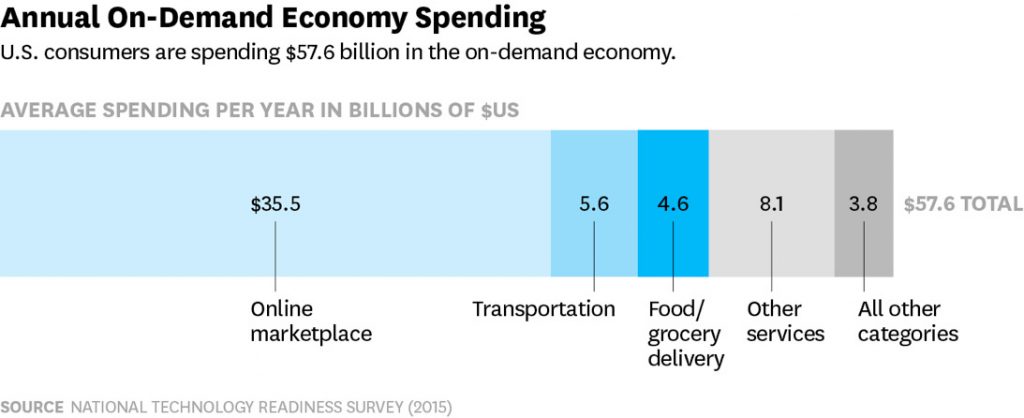 Annual On-Demand Economy Spending
U.S. consumers are spending $57.6 billion in the on-demand economy.
AVERAGE SPENDING PER YEAR IN BILLIONS OF $US
$35.5 5.6 4.6 8.1 3.8 $57.6 TOTAL
Online
marketplace
Transportation
Food/
grocery
delivery
Other
services
All other
categories
SOURCE NATIONAL TECHNOLOGY READINESS SURVEY (2015)